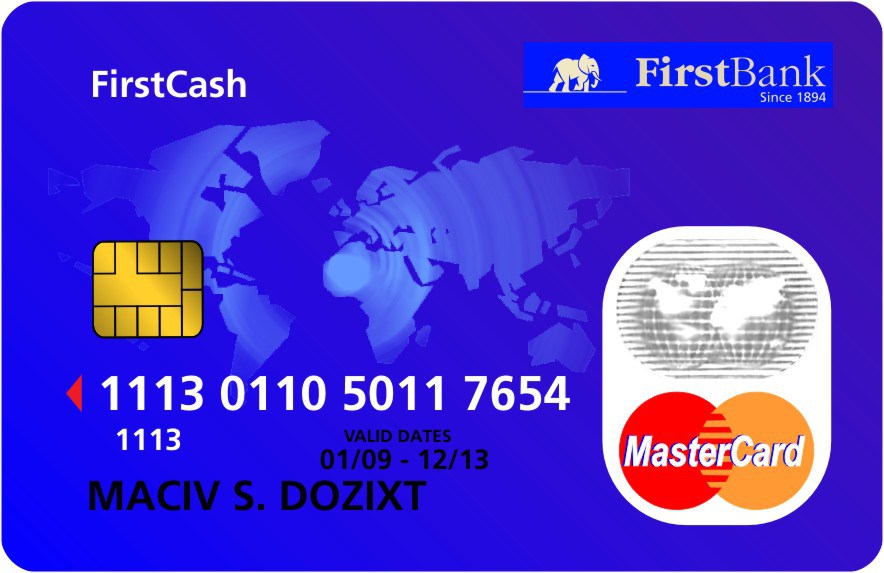 FirstCash
FirstBank
Since 1894
1113 0110 5011 7654
1113
VALID DATES
01/09 - 12/13
MACIV S. DOZIXT
MasterCard